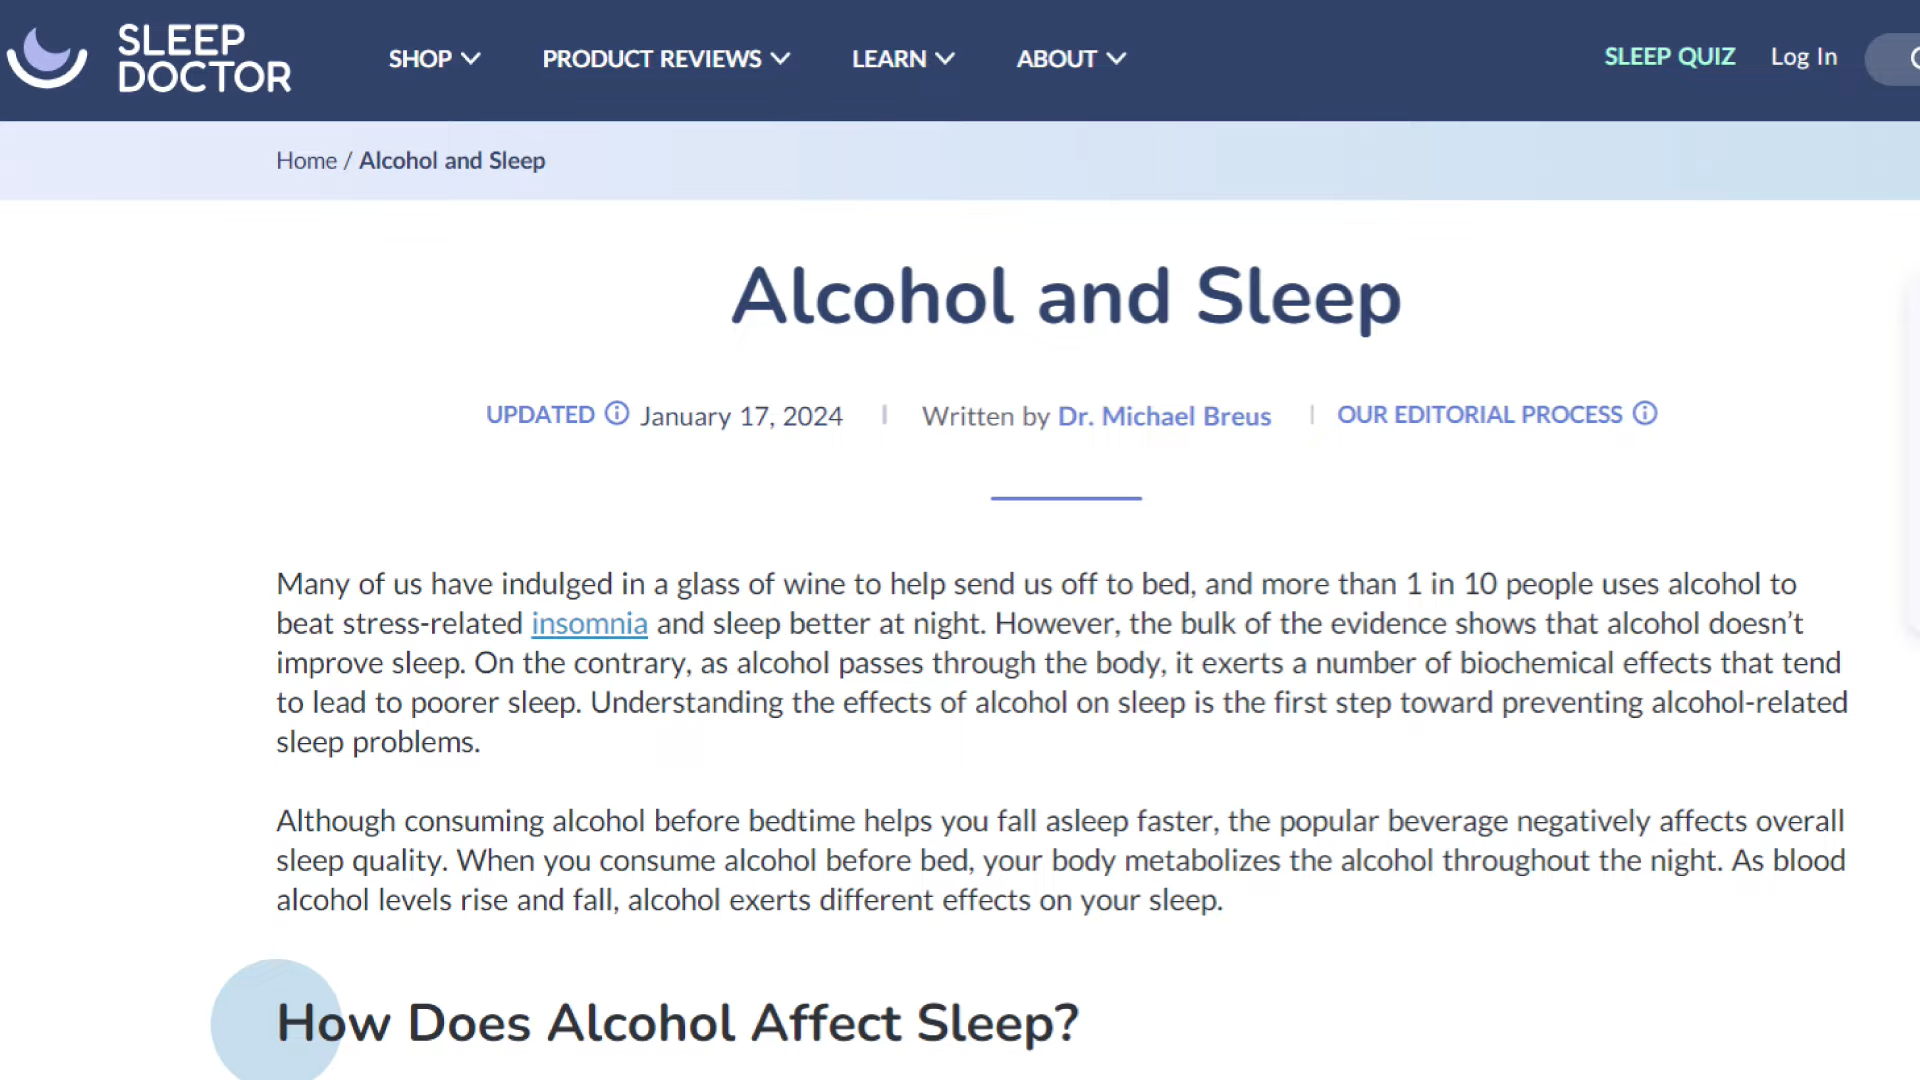 SLEEP
DOCTOR
SHOP
PRODUCT REVIEWS
LEARN
ABOUT
SLEEP QUIZ
Log In
Home / Alcohol and Sleep
Alcohol and Sleep
UPDATED January 17, 2024 | Written by Dr. Michael Breus | OUR EDITORIAL PROCESS
Many of us have indulged in a glass of wine to help send us off to bed, and more than 1 in 10 people uses alcohol to
beat stress-related insomnia and sleep better at night. However, the bulk of the evidence shows that alcohol doesn’t
improve sleep. On the contrary, as alcohol passes through the body, it exerts a number of biochemical effects that tend
to lead to poorer sleep. Understanding the effects of alcohol on sleep is the first step toward preventing alcohol-related
sleep problems.
Although consuming alcohol before bedtime helps you fall asleep faster, the popular beverage negatively affects overall
sleep quality. When you consume alcohol before bed, your body metabolizes the alcohol throughout the night. As blood
alcohol levels rise and fall, alcohol exerts different effects on your sleep.
How Does Alcohol Affect Sleep?